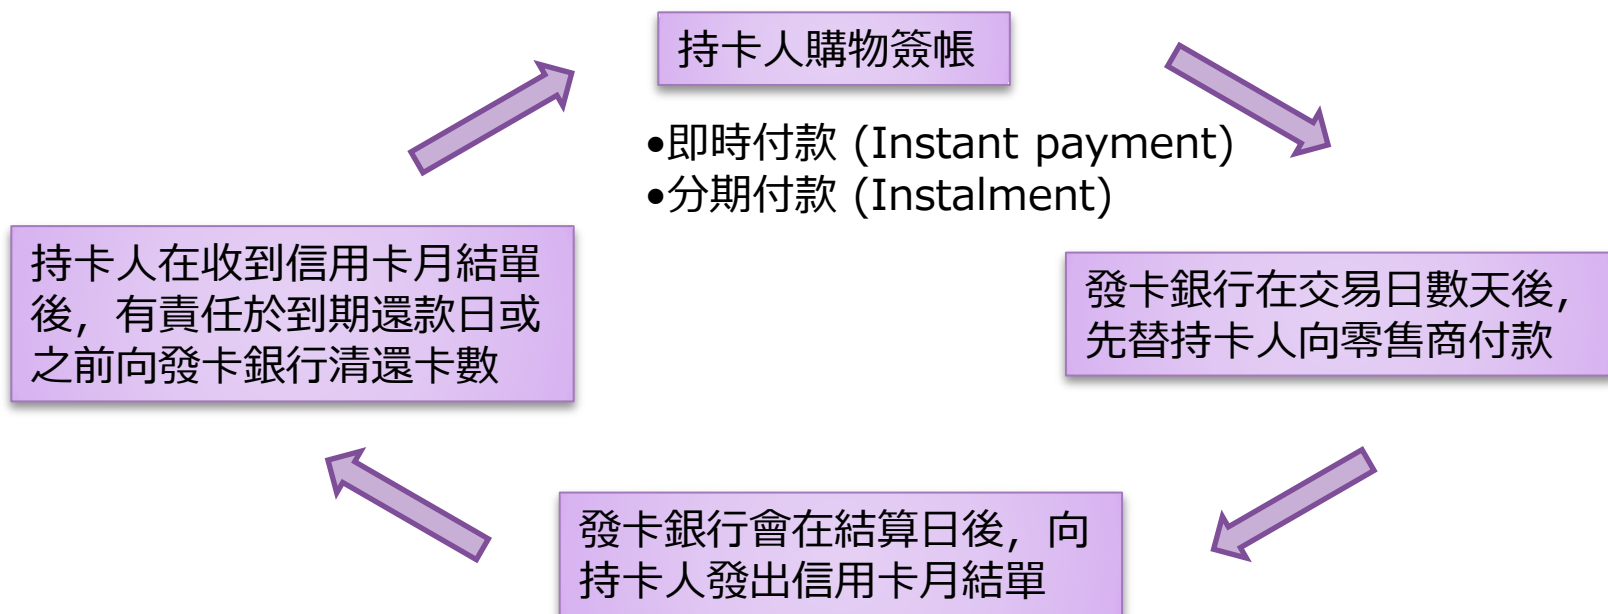 持卡人購物簽帳
•即時付款 (Instant payment)
•分期付款 (Instalment)
發卡銀行在交易日數天後，
先替持卡人向零售商付款
發卡銀行會在結算日後，向
持卡人發出信用卡月結單
持卡人在收到信用卡月結單
後，有責任於到期還款日或
之前向發卡銀行清還卡數